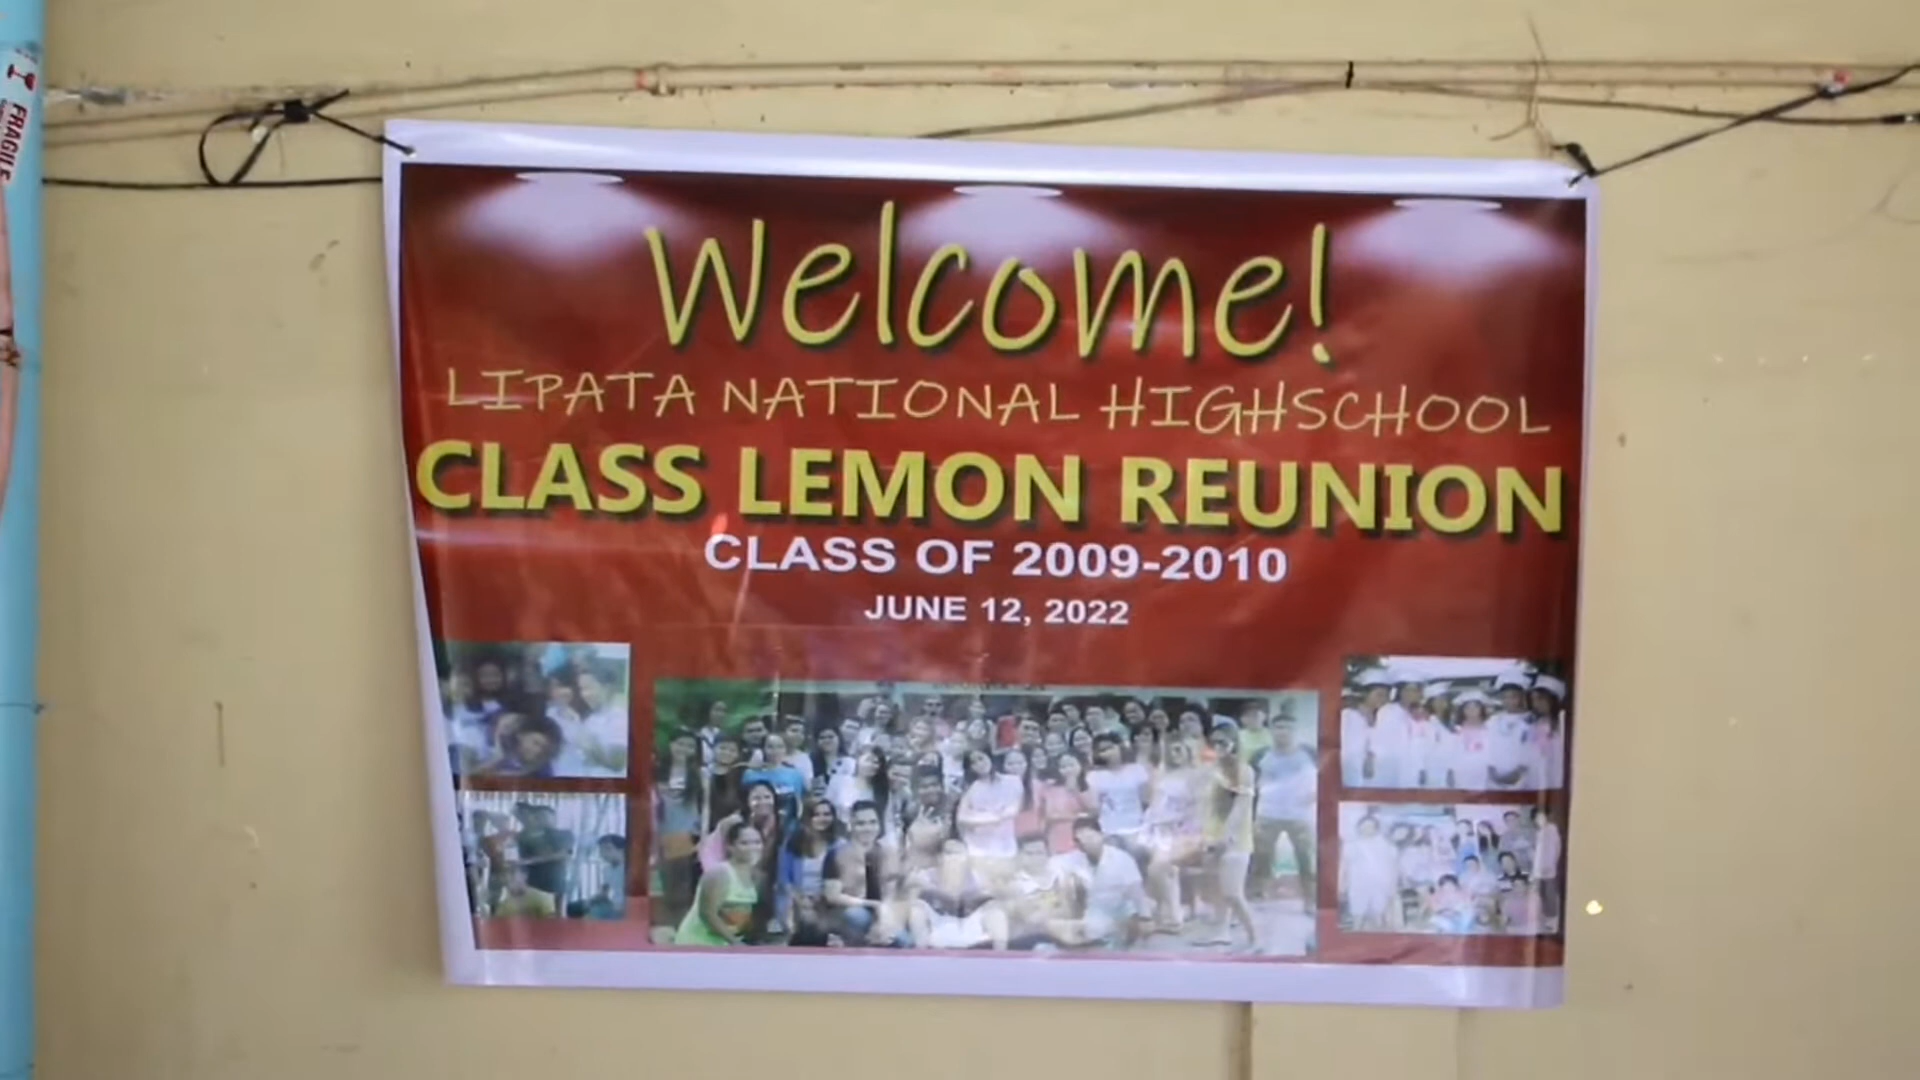 FRAGILE
Welcome!
LIPATA NATIONAL HIGHSCHOOL
CLASS LEMON REUNION
CLASS OF 2009-2010
JUNE 12, 2022